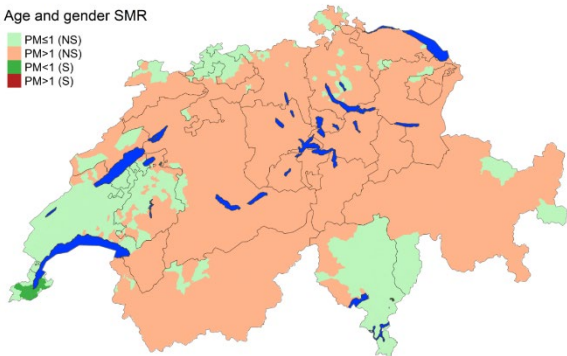 Age and gender SMR
PM≤1 (NS)
PM>1 (NS)
PM<1 (S)
PM>1 (S)